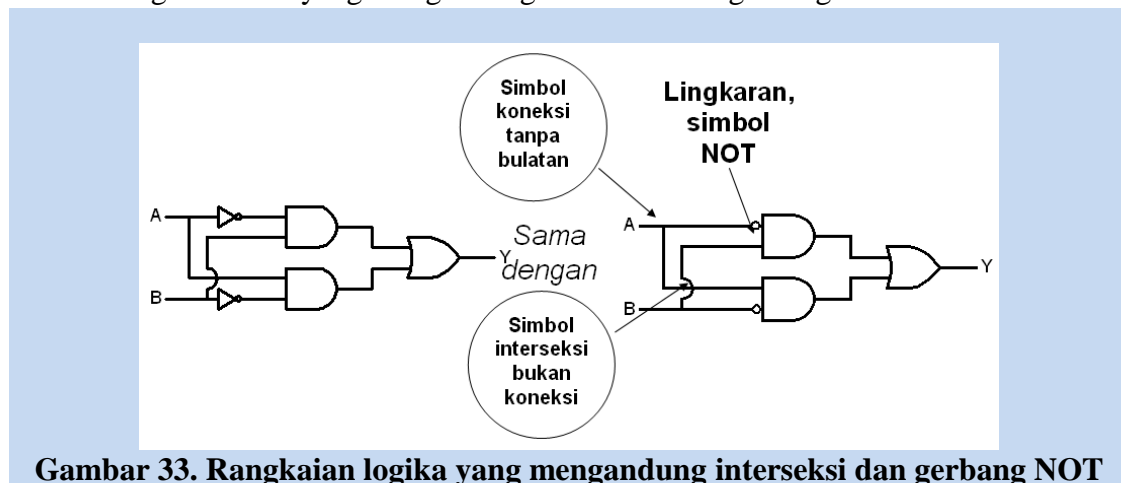 Simbol
koneksi
tanpa
bulatan
Lingkaran,
simbol
NOT
A
B
Y
Sama
dengan
A
B
Y
Simbol
interseksi
bukan
koneksi
Gambar 33. Rangkaian logika yang mengandung interseksi dan gerbang NOT